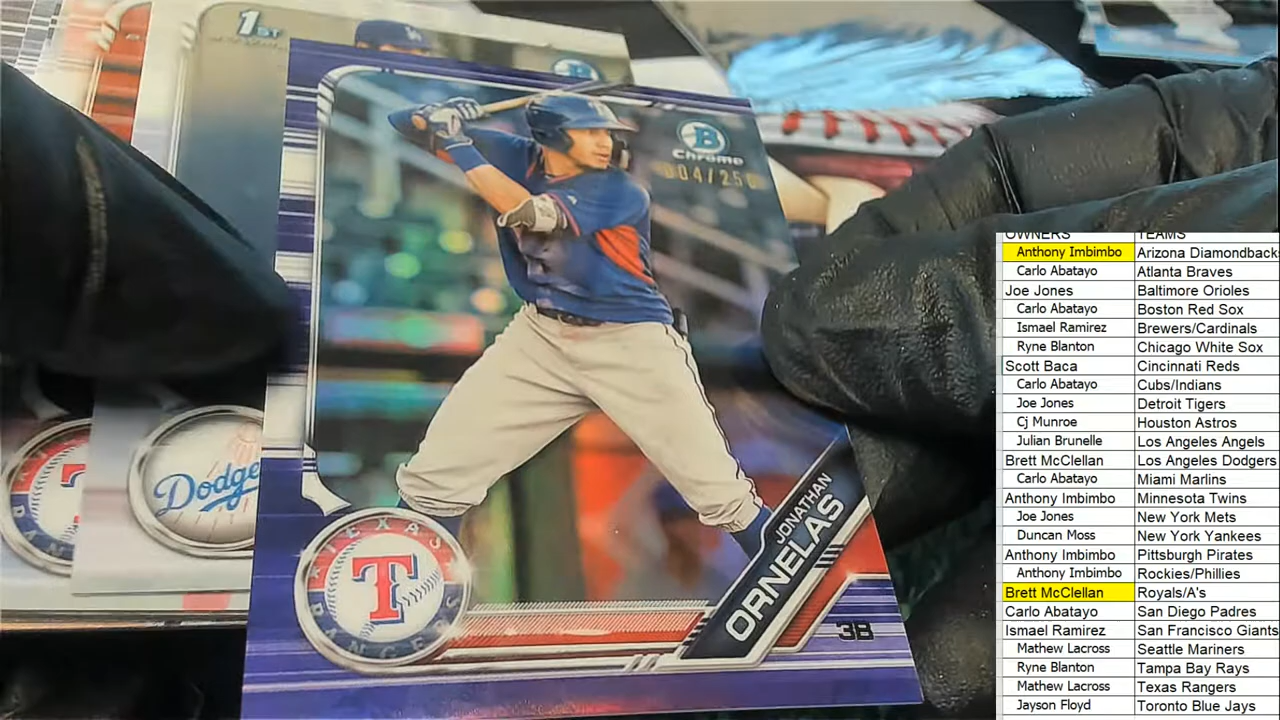 1ST
B
Chrome
004/250
TEXAS
T
RANGERS
Dodge
T
JONATHAN
ORNELAS
3B
OWNERS TEAMS
Anthony Imbimbo Arizona Diamondback
Carlo Abatayo Atlanta Braves
Joe Jones Baltimore Orioles
Carlo Abatayo Boston Red Sox
Ismael Ramirez Brewers/Cardinals
Ryne Blanton Chicago White Sox
Scott Baca Cincinnati Reds
Carlo Abatayo Cubs/Indians
Joe Jones Detroit Tigers
Cj Munroe Houston Astros
Julian Brunelle Los Angeles Angels
Brett McClellan Los Angeles Dodgers
Carlo Abatayo Miami Marlins
Anthony Imbimbo Minnesota Twins
Joe Jones New York Mets
Duncan Moss New York Yankees
Anthony Imbimbo Pittsburgh Pirates
Anthony Imbimbo Rockies/Phillies
Brett McClellan Royals/A's
Carlo Abatayo San Diego Padres
Ismael Ramirez San Francisco Giants
Mathew Lacross Seattle Mariners
Ryne Blanton Tampa Bay Rays
Mathew Lacross Texas Rangers
Jayson Floyd Toronto Blue Jays